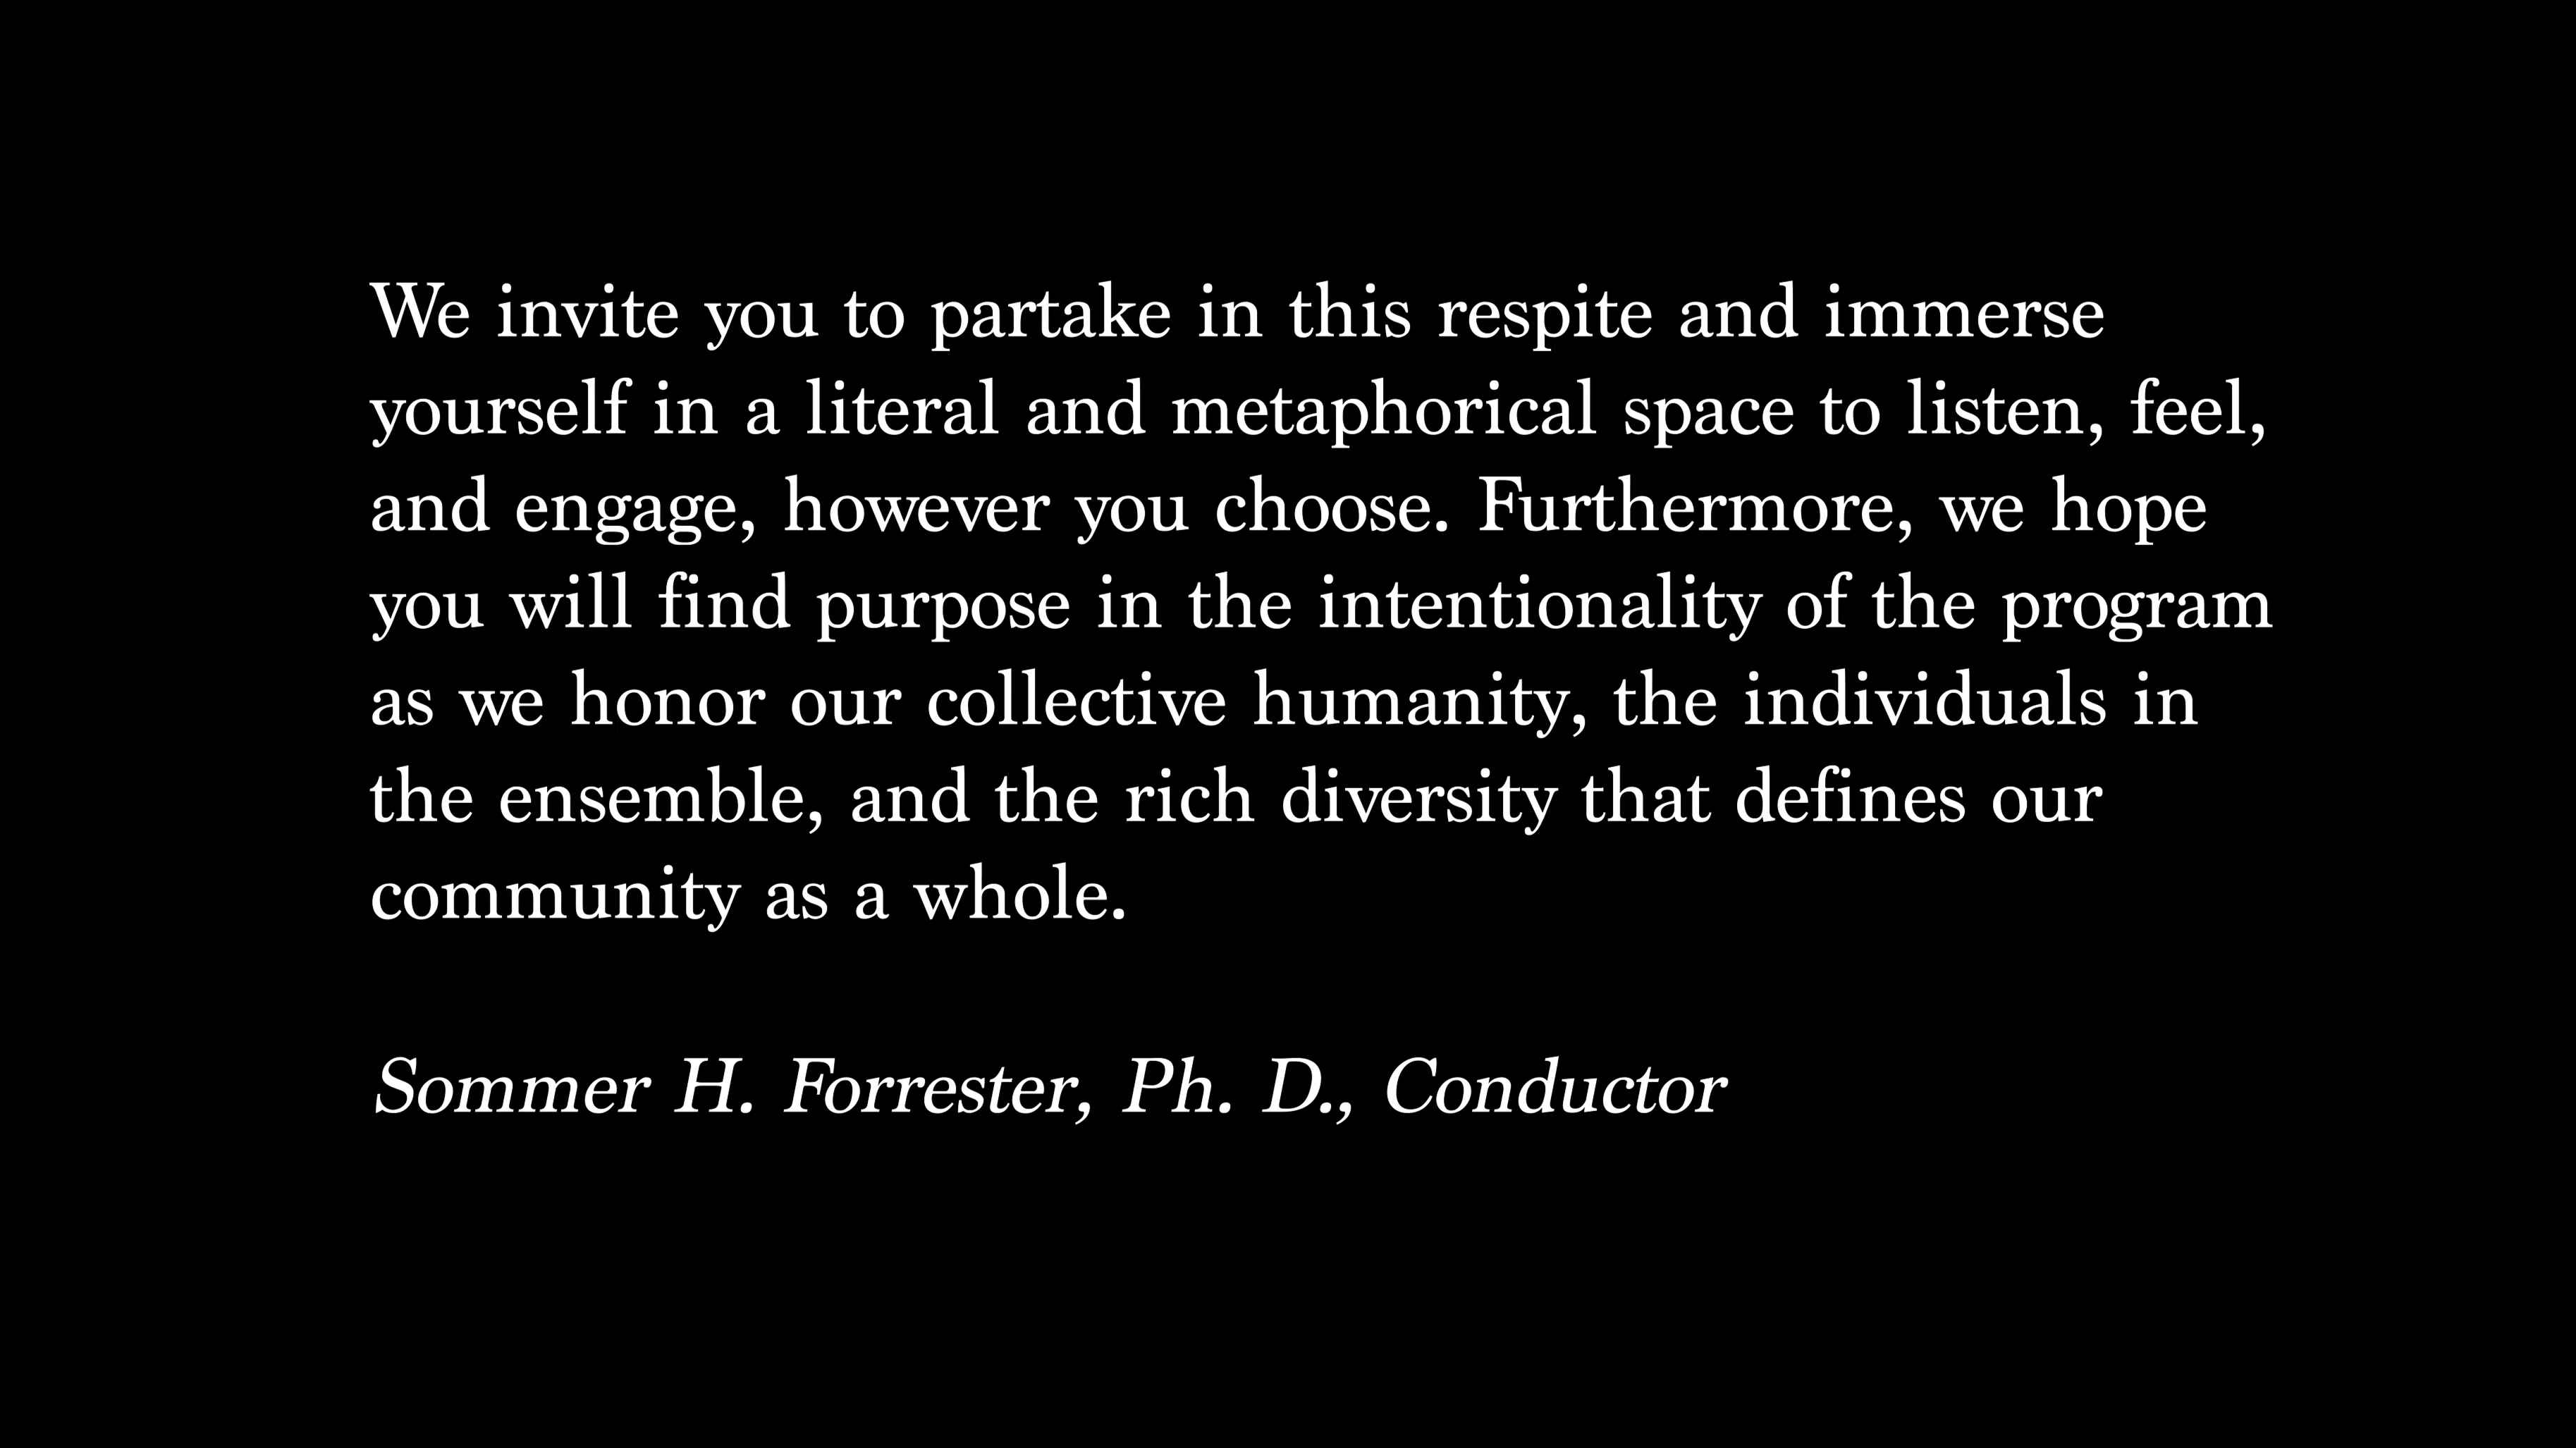 We invite you to partake in this respite and immerse
yourself in a literal and metaphorical space to listen, feel,
and engage, however you choose. Furthermore, we hope
you will find purpose in the intentionality of the program
as we honor our collective humanity, the individuals in
the ensemble, and the rich diversity that defines our
community as a whole.
Sommer H. Forrester, Ph. D., Conductor